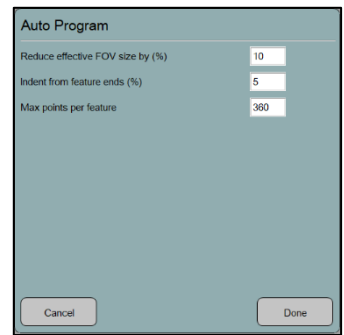 Auto Program
Reduce effective FOV size by (%) 10
Indent from feature ends (%) 5
Max points per feature 360
Cancel Done